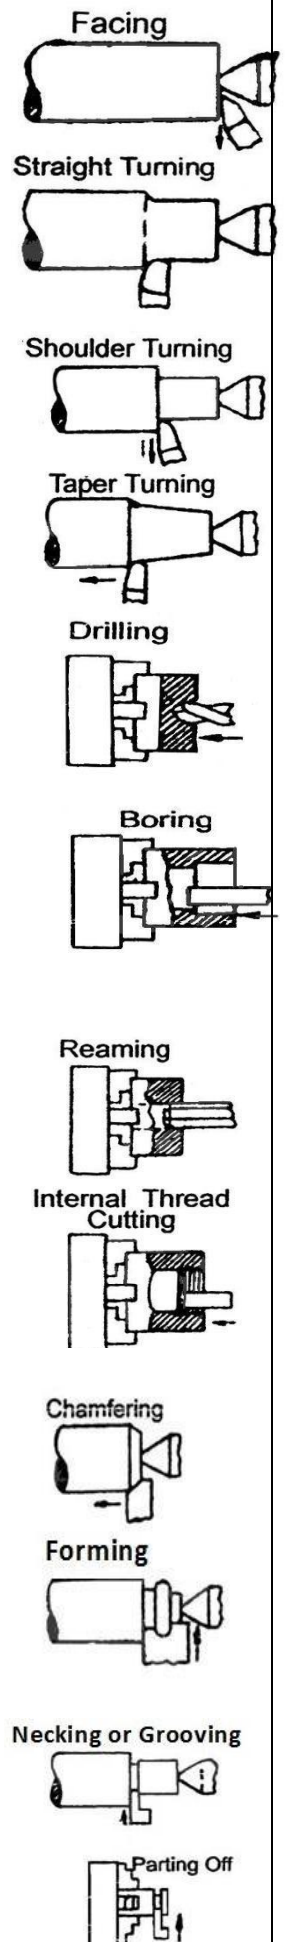 Facing
Straight Turning
Shoulder Turning
Taper Turning
Drilling
Boring
Reaming
Internal Thread
Cutting
Chamfering
Forming
Necking or Grooving
Parting Off